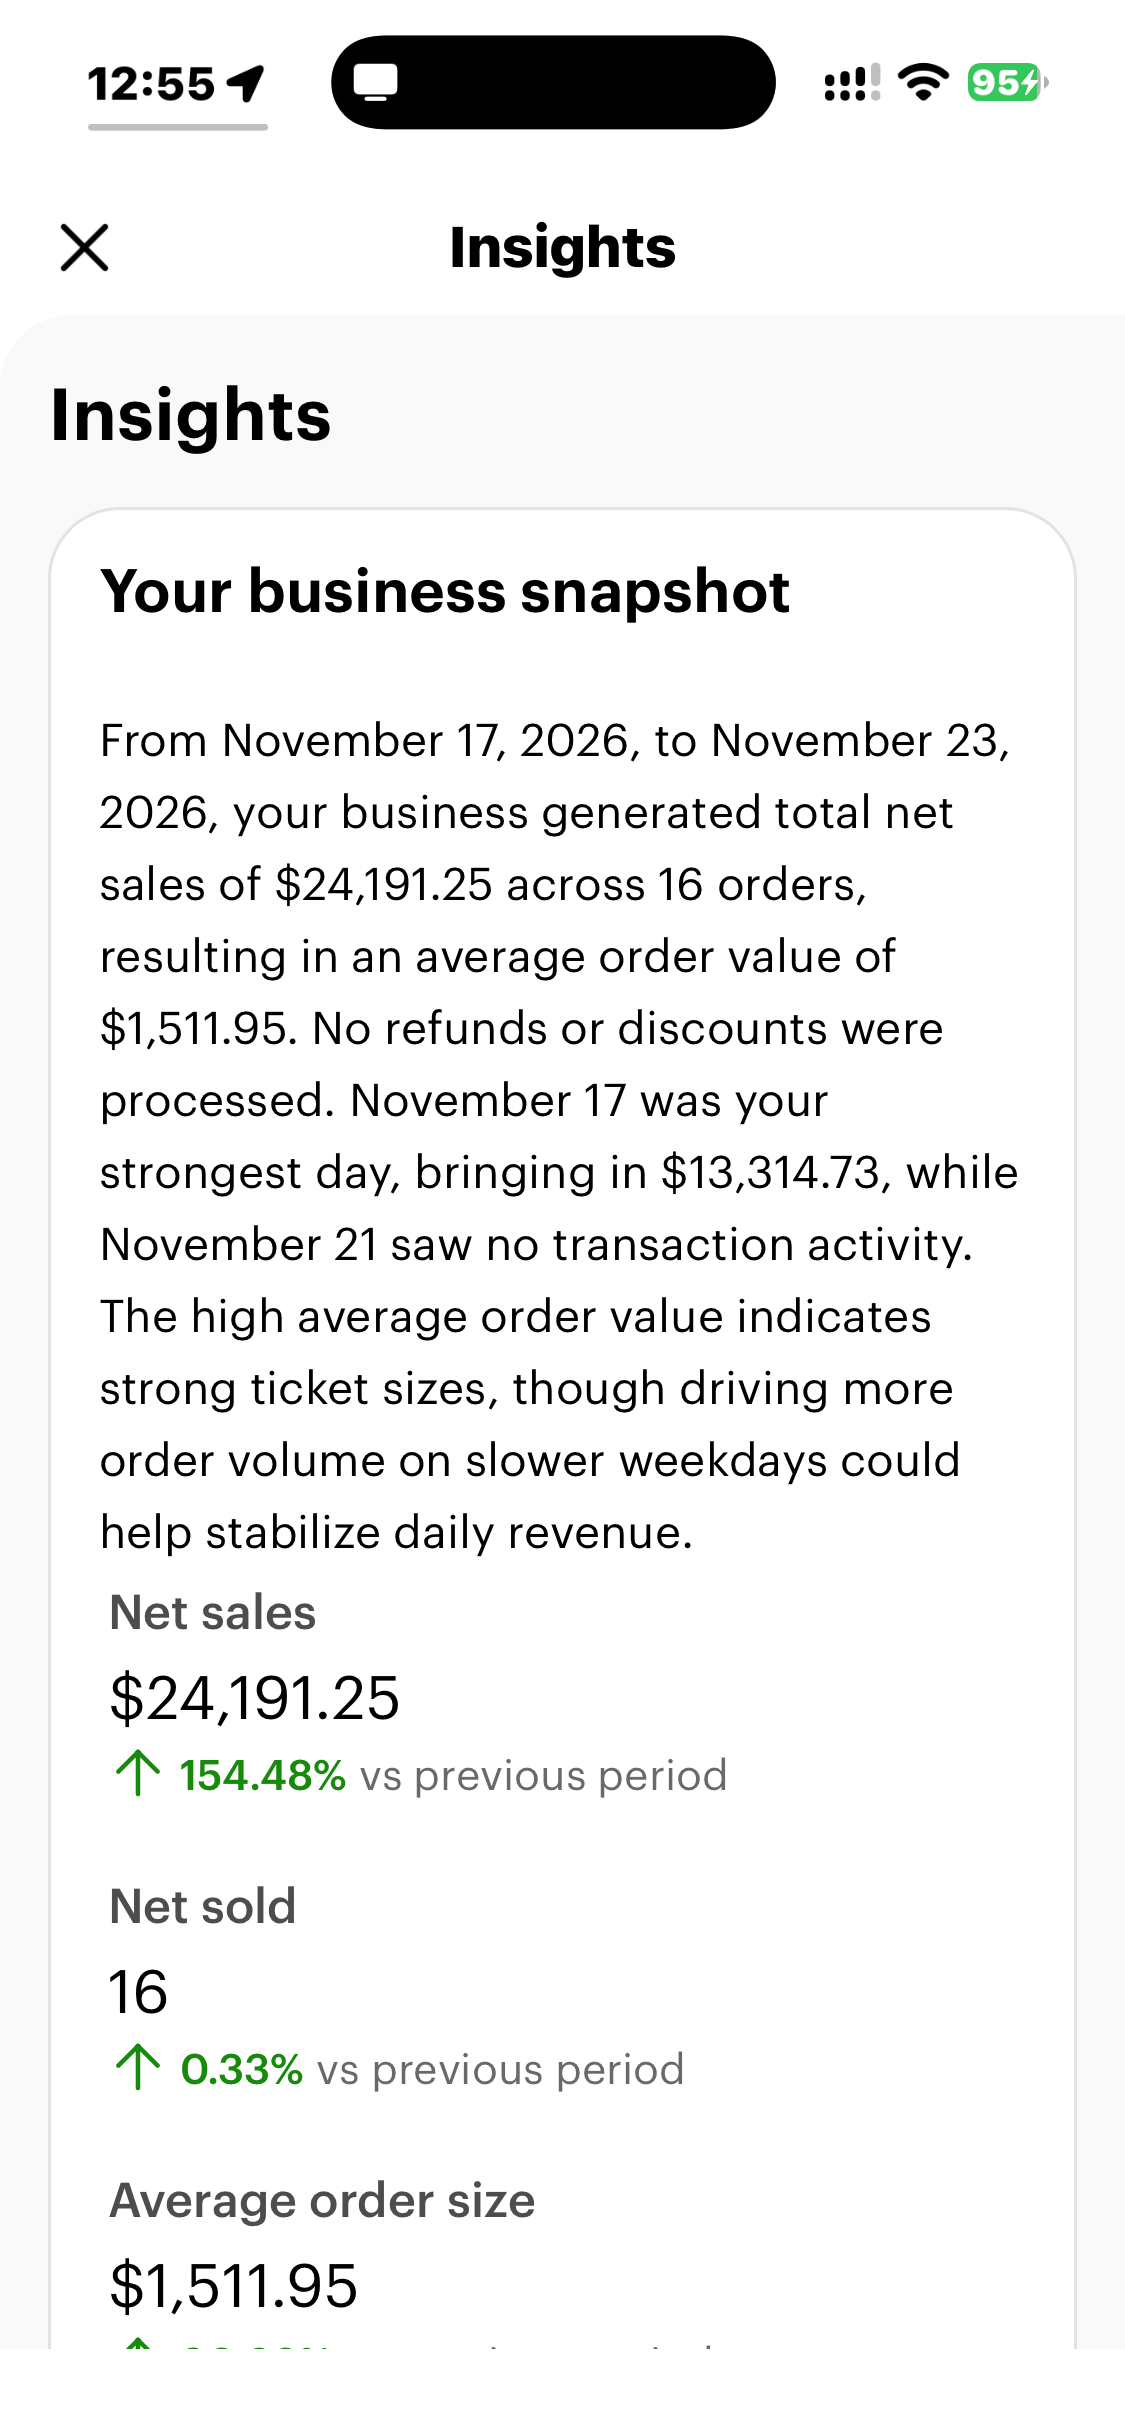 12:55
95
Insights
Insights
Your business snapshot
From November 17, 2026, to November 23,
2026, your business generated total net
sales of $24,191.25 across 16 orders,
resulting in an average order value of
$1,511.95. No refunds or discounts were
processed. November 17 was your
strongest day, bringing in $13,314.73, while
November 21 saw no transaction activity.
The high average order value indicates
strong ticket sizes, though driving more
order volume on slower weekdays could
help stabilize daily revenue.
Net sales
$24,191.25
154.48% vs previous period
Net sold
16
0.33% vs previous period
Average order size
$1,511.95